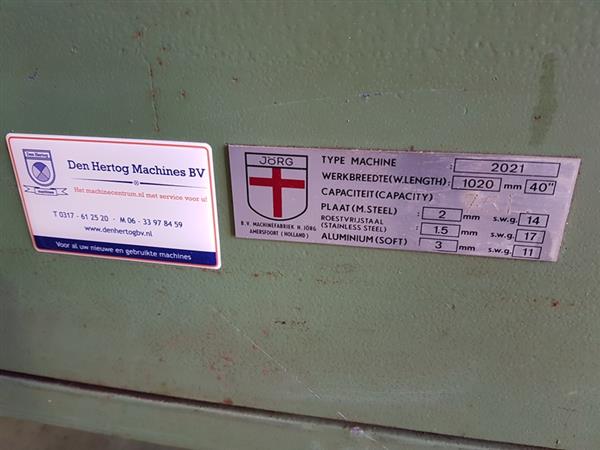 Den Hertog
machines
Den Hertog Machines BV
Het machinecentrum.nl met service voor u!
T 0317 - 61 25 20 - M 06 - 33 97 84 59
www.denhertogbv.nl
Voor al uw nieuwe en gebruikte machines
JÖRG
B.V. MACHINEFABRIEK H. JÖRG
AMERSFOORT (HOLLAND)
TYPE MACHINE : 2021
WERKBREEDTE(W.LENGTH): 1020 mm 40"
CAPACITEIT(CAPACITY)
PLAAT(M.STEEL) : 2 mm s.w.g. 14
ROESTVRIJSTAAL
(STAINLESS STEEL) : 1.5 mm s.w.g. 17
ALUMINIUM(SOFT) : 3 mm s.w.g. 11